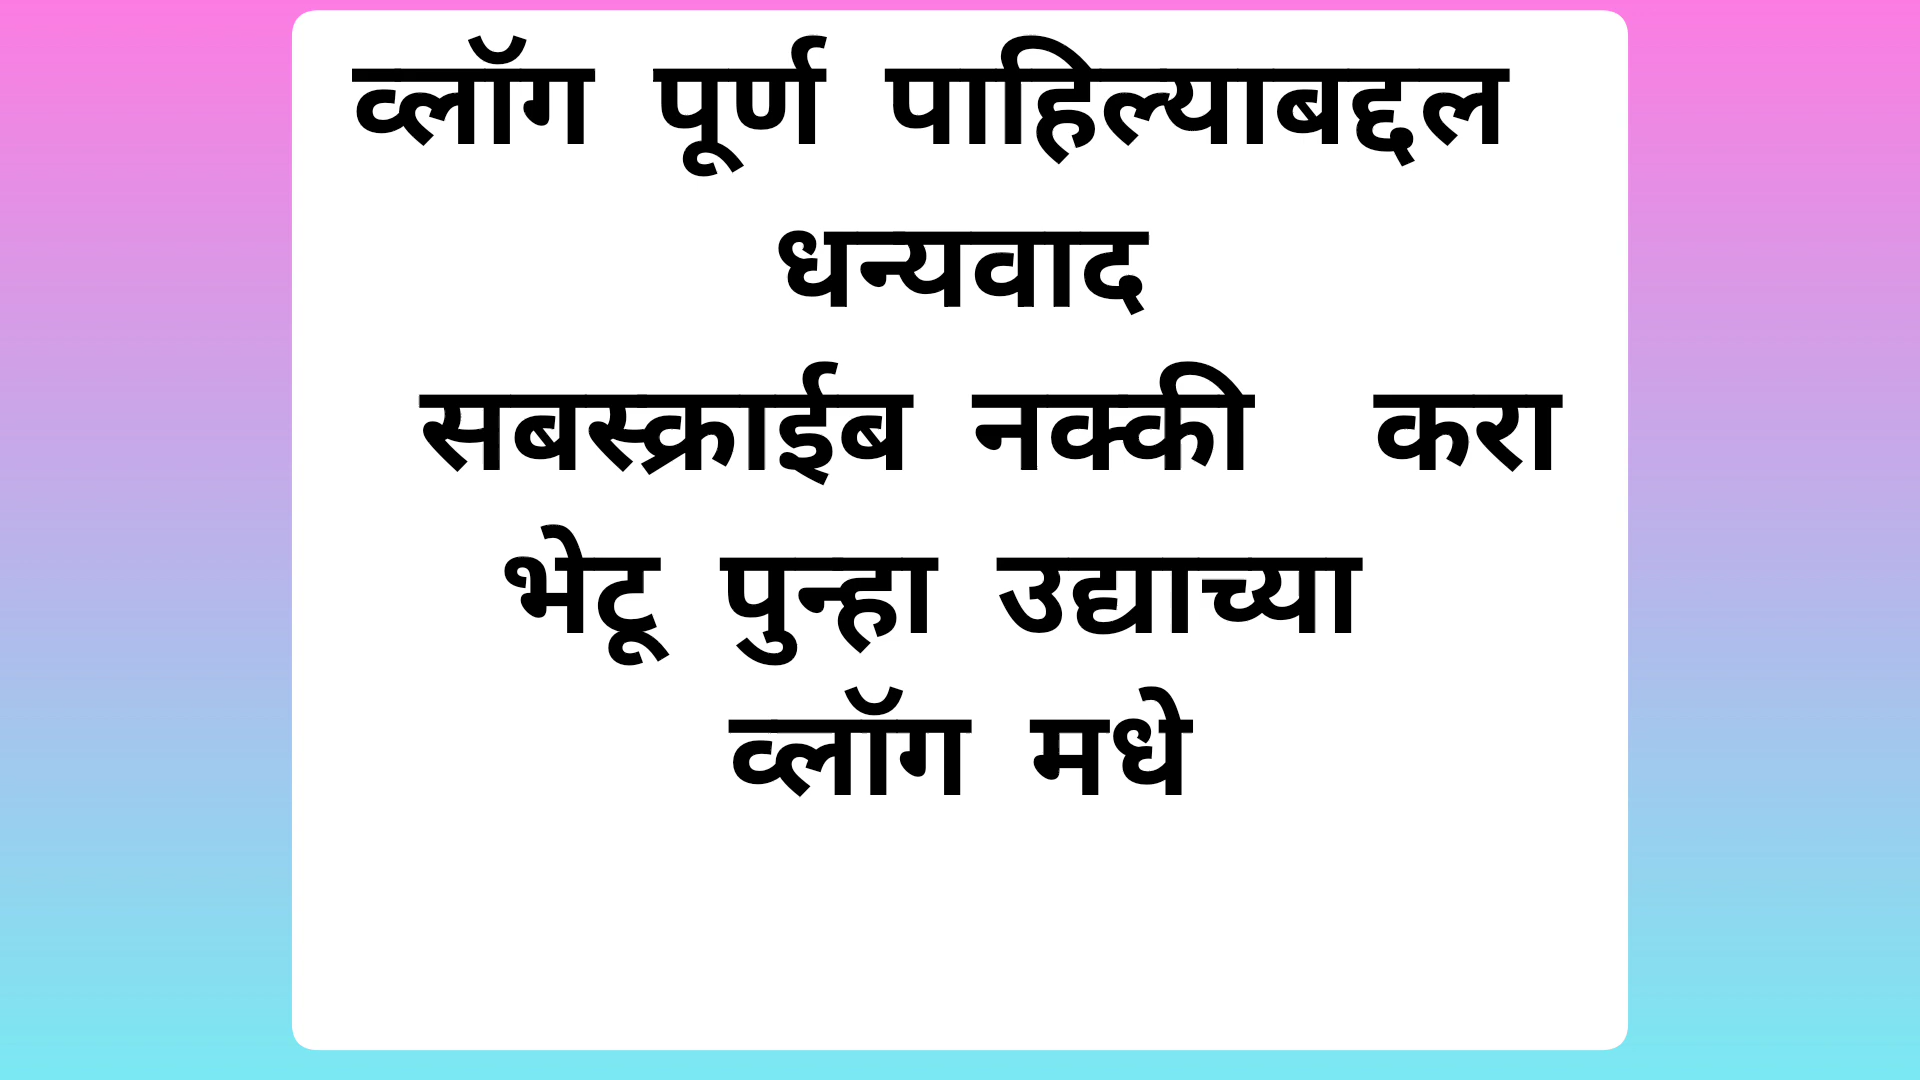 व्लॉग पूर्ण पाहिल्याबद्दल
धन्यवाद
सबस्क्राईब नक्की करा
भेटू पुन्हा उद्याच्या
व्लॉग मधे